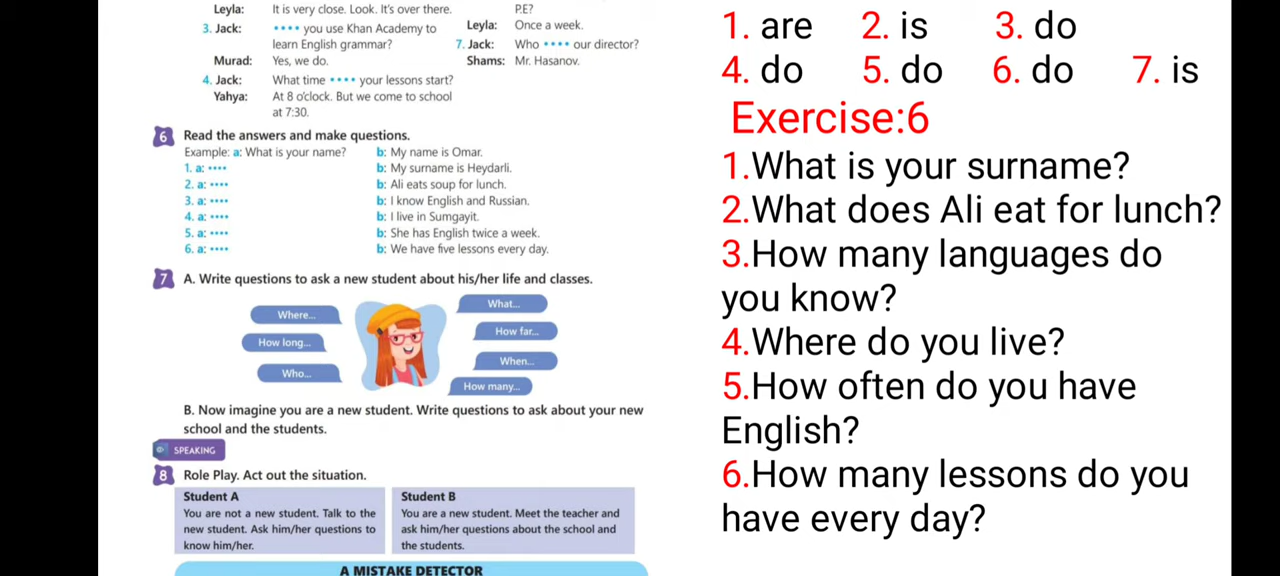 Leyla: It is very close. Look. It's over there.
3. Jack: •••• you use Khan Academy to
learn English grammar?
Murad: Yes, we do.
4. Jack: What time •••• your lessons start?
Yahya: At 8 o'clock. But we come to school
at 7:30.
P.E?
Leyla: Once a week.
7. Jack: Who •••• our director?
Shams: Mr. Hasanov.
6 Read the answers and make questions.
Example: a: What is your name? b: My name is Omar.
1. a: •••• b: My surname is Heydarli.
2. a: •••• b: Ali eats soup for lunch.
3. a: •••• b: I know English and Russian.
4. a: •••• b: I live in Sumgayit.
5. a: •••• b: She has English twice a week.
6. a: •••• b: We have five lessons every day.
7 A. Write questions to ask a new student about his/her life and classes.
Where...
How long...
Who...
What...
How far...
When...
How many...
B. Now imagine you are a new student. Write questions to ask about your new
school and the students.
SPEAKING
8 Role Play. Act out the situation.
Student A
You are not a new student. Talk to the
new student. Ask him/her questions to
know him/her.
Student B
You are a new student. Meet the teacher and
ask him/her questions about the school and
the students.
A MISTAKE DETECTOR
1. are 2. is 3. do
4. do 5. do 6. do 7. is
Exercise:6
1.What is your surname?
2.What does Ali eat for lunch?
3.How many languages do
you know?
4.Where do you live?
5.How often do you have
English?
6.How many lessons do you
have every day?